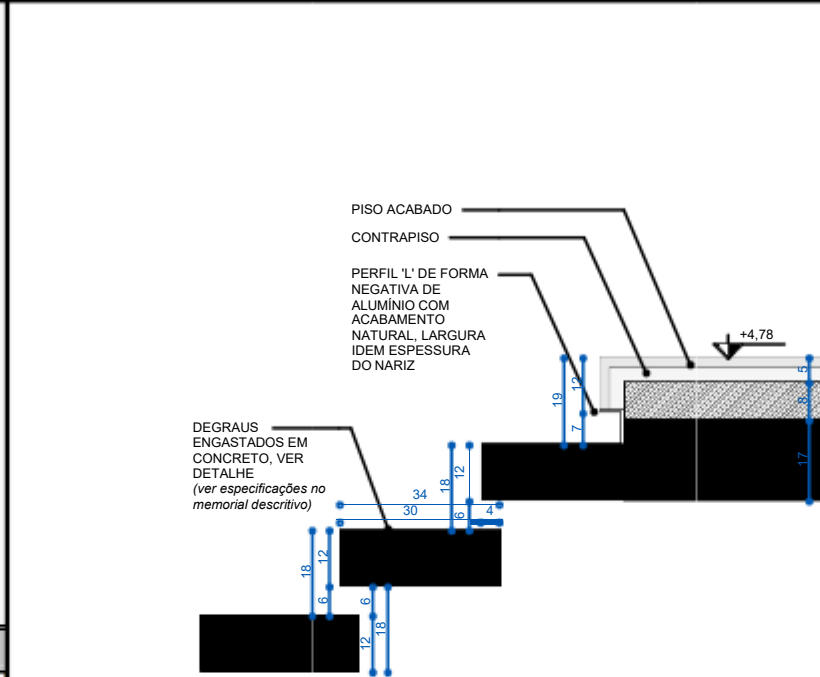 PISO ACABADO
CONTRAPISO
PERFIL 'L' DE FORMA
NEGATIVA DE
ALUMÍNIO COM
ACABAMENTO
NATURAL, LARGURA
IDEM ESPESSURA
DO NARIZ
+4,78
5
8
17
19
12
7
DEGRAUS
ENGASTADOS EM
CONCRETO, VER
DETALHE
(ver especificações no
memorial descritivo)
18
12
6
34
30
4
18
12
6
6
12
18